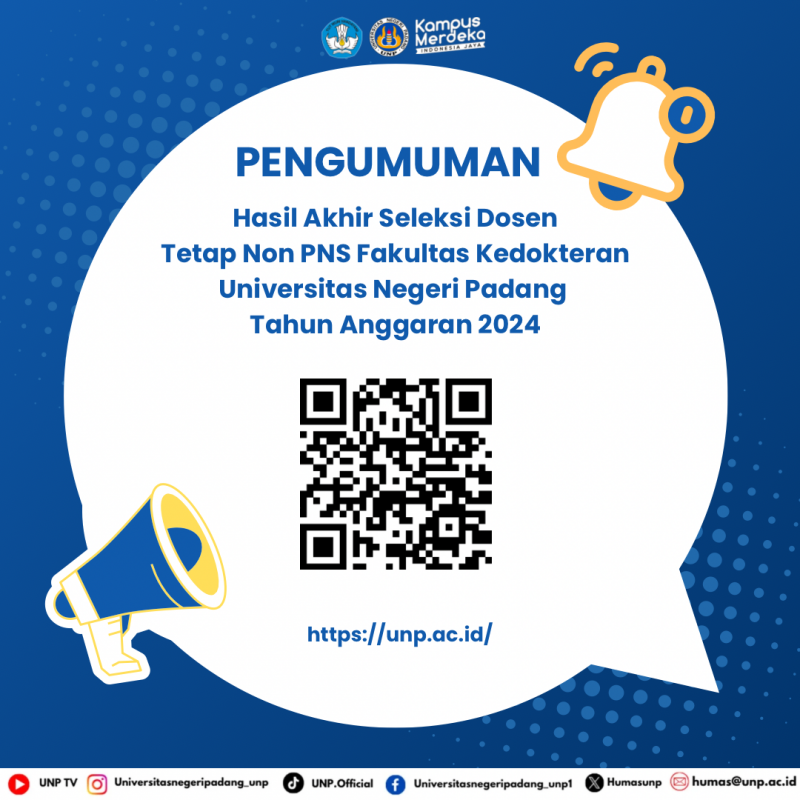 Kampus
Merdeka
INDONESIA JAYA
UNP
PENGUMUMAN
Hasil Akhir Seleksi Dosen
Tetap Non PNS Fakultas Kedokteran
Universitas Negeri Padang
Tahun Anggaran 2024
https://unp.ac.id/
UNP TV Universitasnegeripadang_unp UNP.Official Universitasnegeripadang_unp1 Humasunp humas@unp.ac.id